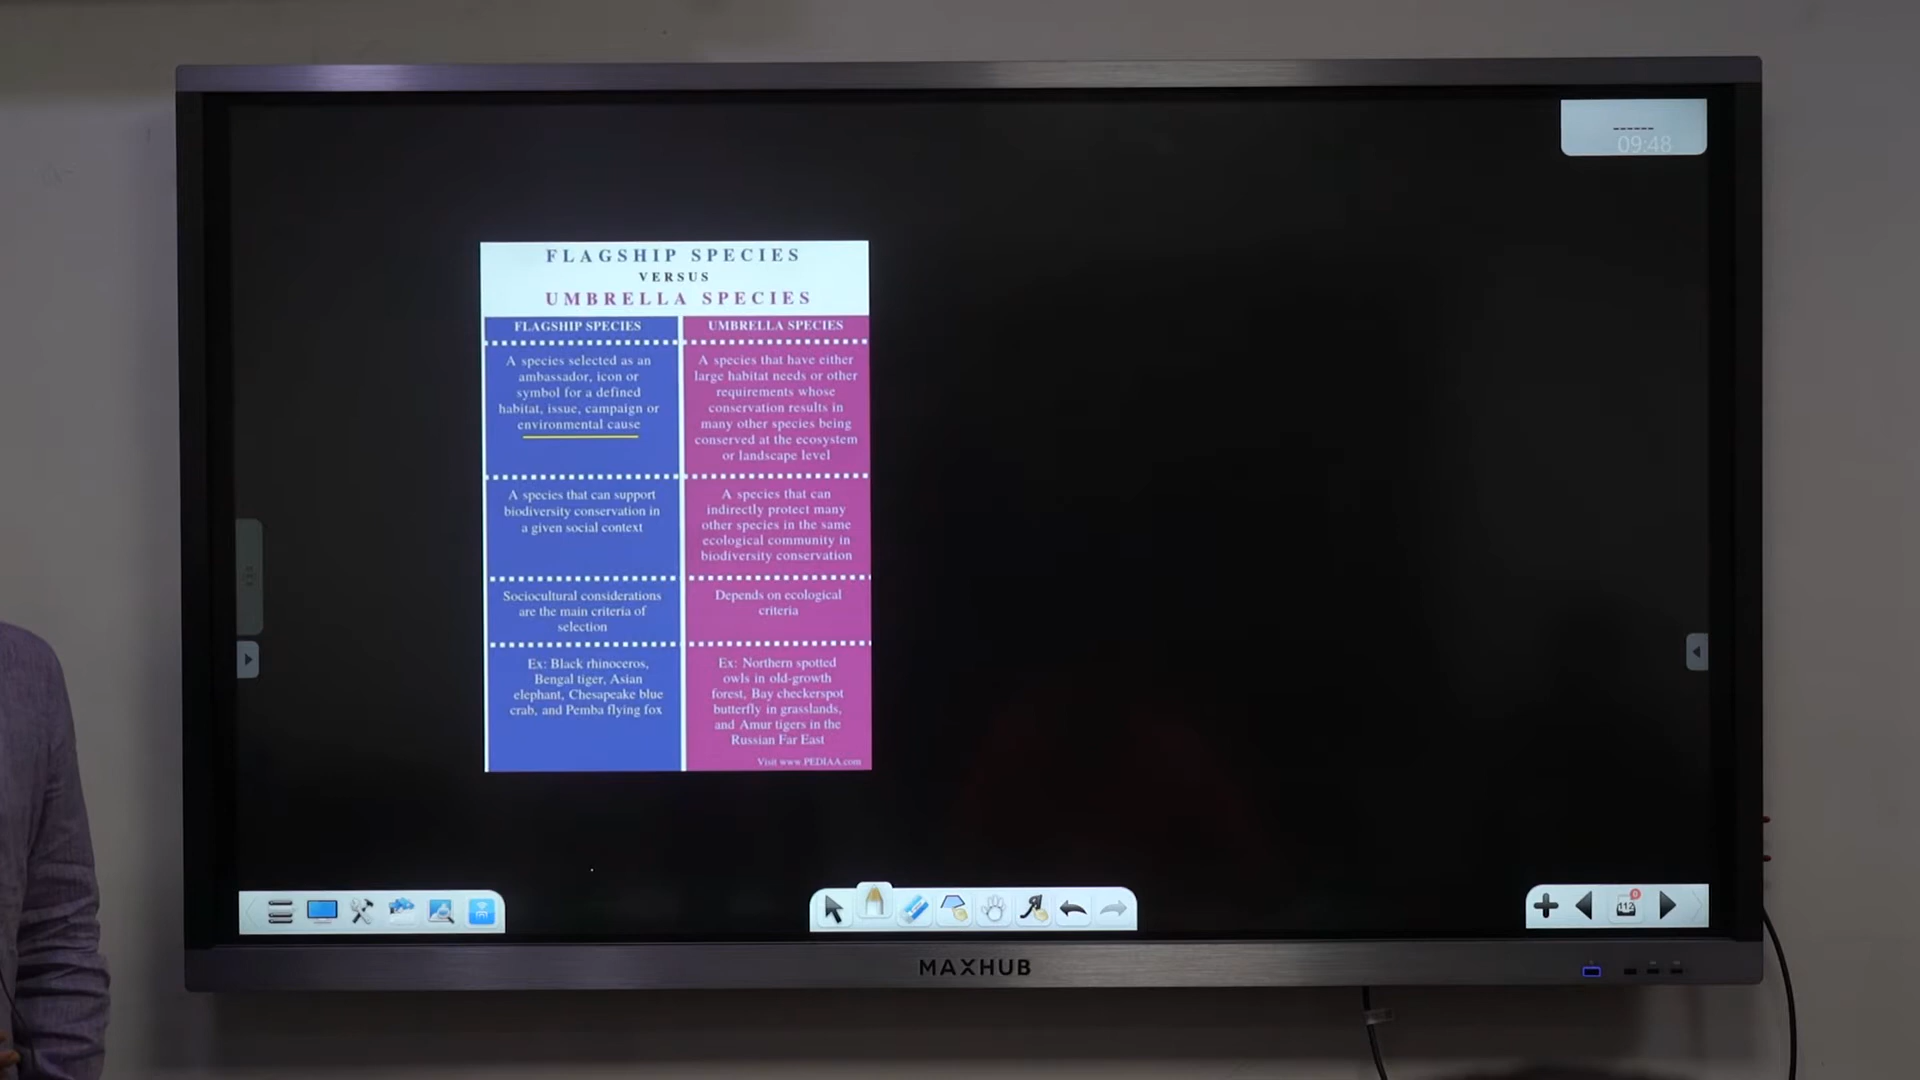 09:48
FLAGSHIP SPECIES
VERSUS
UMBRELLA SPECIES
FLAGSHIP SPECIES
A species selected as an
ambassador, icon or
symbol for a defined
habitat, issue, campaign or
environmental cause
A species that can support
biodiversity conservation in
a given social context
Sociocultural considerations
are the main criteria of
selection
Ex: Black rhinoceros,
Bengal tiger, Asian
elephant, Chesapeake blue
crab, and Pemba flying fox
UMBRELLA SPECIES
A species that have either
large habitat needs or other
requirements whose
conservation results in
many other species being
conserved at the ecosystem
or landscape level
A species that can
indirectly protect many
other species in the same
ecological community in
biodiversity conservation
Depends on ecological
criteria
Ex: Northern spotted
owls in old-growth
forest, Bay checkerspot
butterfly in grasslands,
and Amur tigers in the
Russian Far East
Visit www.PEDIAA.com
112
MAXHUB